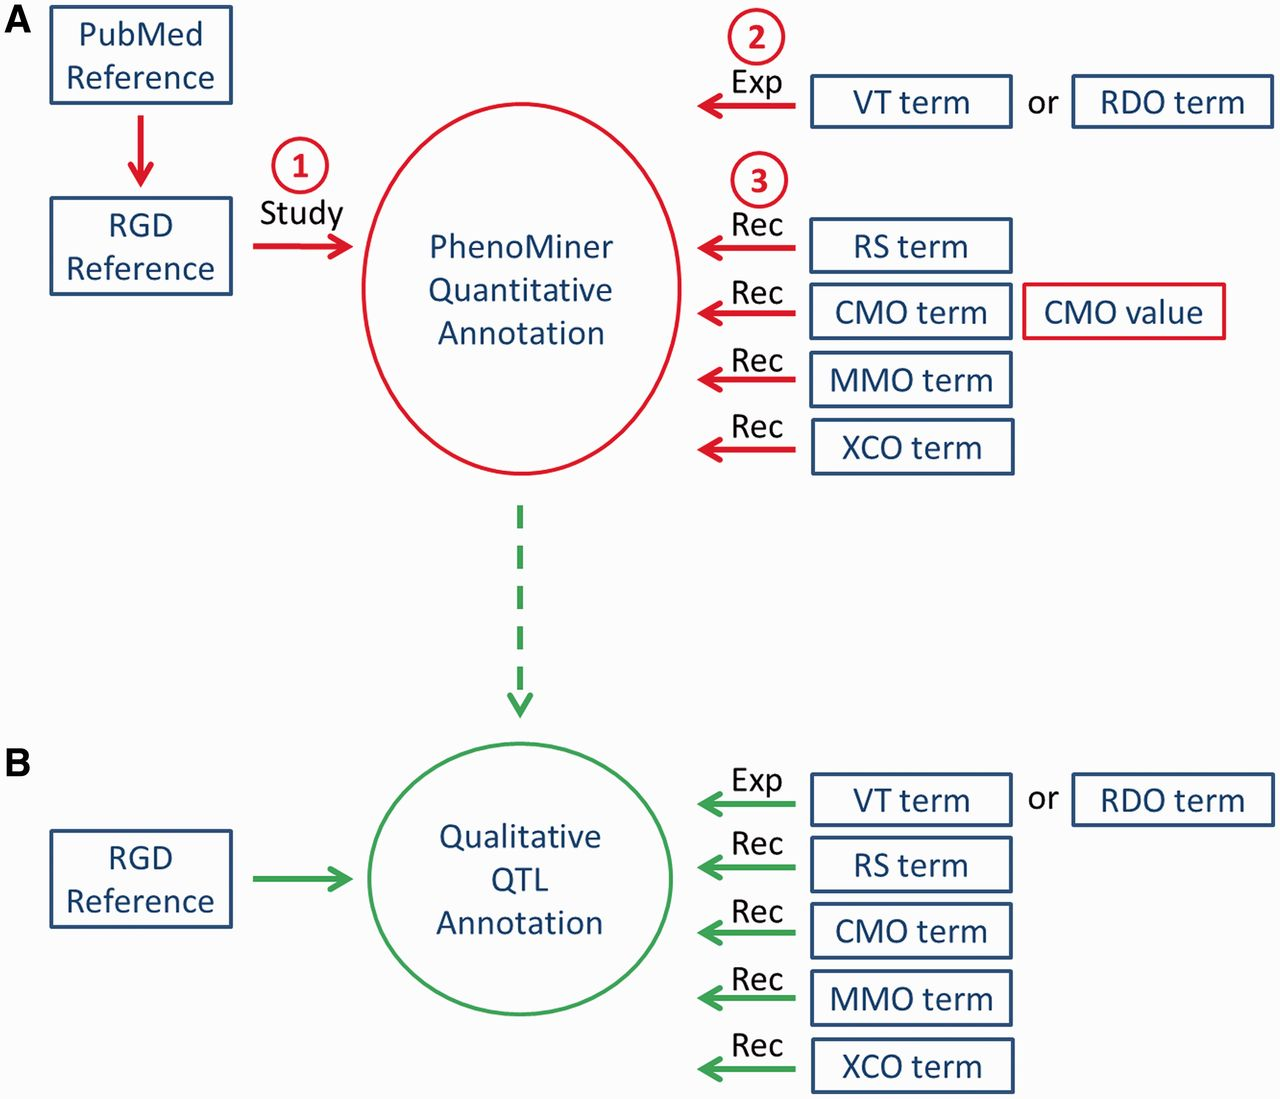 A
PubMed
Reference
RGD
Reference
1
Study
PhenoMiner
Quantitative
Annotation
2
Exp
VT term or RDO term
3
Rec
RS term
Rec
CMO term CMO value
Rec
MMO term
Rec
XCO term
B
RGD
Reference
Qualitative
QTL
Annotation
Exp
VT term or RDO term
Rec
RS term
Rec
CMO term
Rec
MMO term
Rec
XCO term